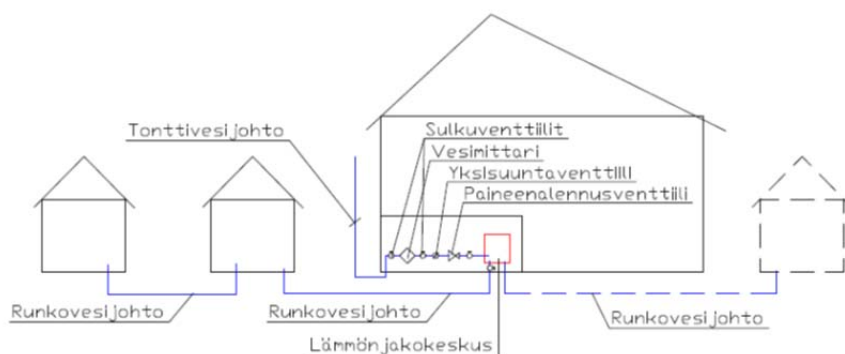 Tonttivesijohto
Sulkuventtiilit
Vesimittari
Yksisuuntaventtiili
Paineenalennusventtiili
Runkovesijohto
Runkovesijohto
Runkovesijohto
Lämmönjakokeskus